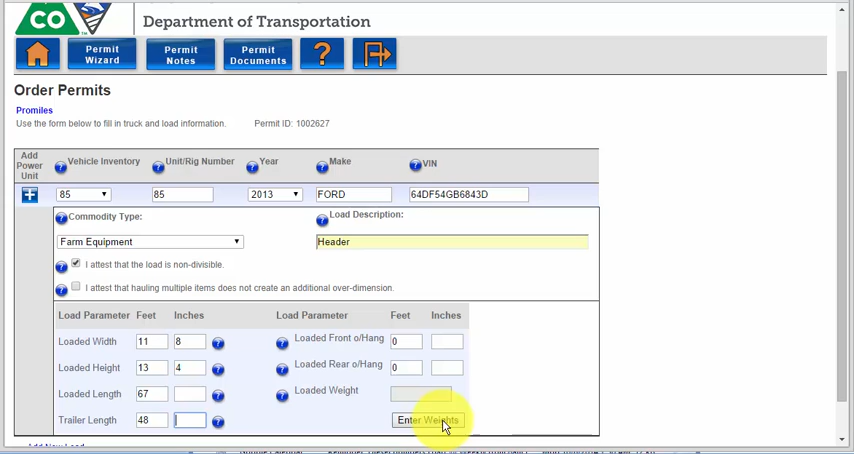 CO
TM
Department of Transportation
Permit Wizard
Permit Notes
Permit Documents
?
Order Permits
Promiles
Use the form below to fill in truck and load information. Permit ID: 1002627
Add Power Unit
? Vehicle Inventory ? Unit/Rig Number ? Year ? Make ? VIN
+ 85 85 2013 FORD 64DF54GB6843D
? Commodity Type: ? Load Description:
Farm Equipment Header
? I attest that the load is non-divisible.
? I attest that hauling multiple items does not create an additional over-dimension.
Load Parameter Feet Inches Load Parameter Feet Inches
Loaded Width 11 8 ? ? Loaded Front o/Hang 0
Loaded Height 13 4 ? ? Loaded Rear o/Hang 0
Loaded Length 67 ? ? Loaded Weight
Trailer Length 48 ? Enter Weights
Add New Load